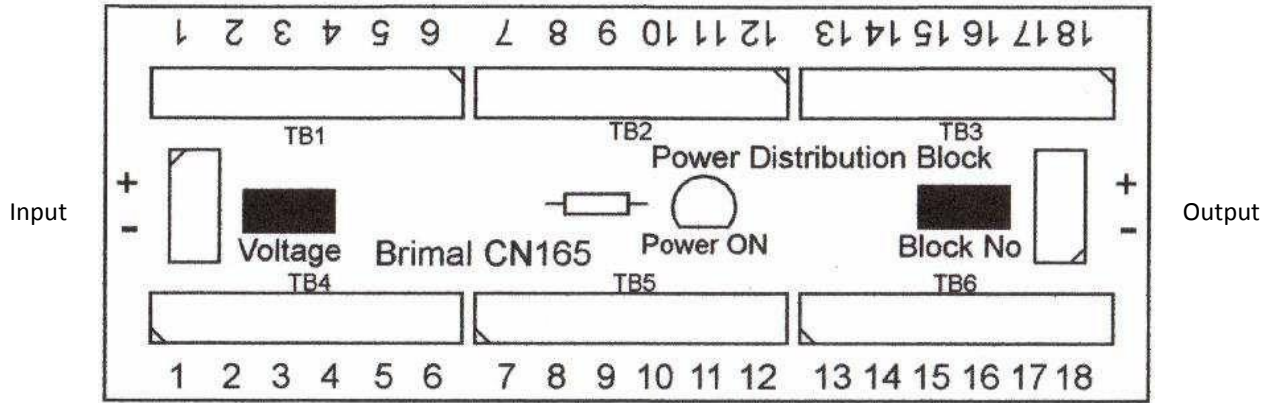 1 2 3 4 5 6 7 8 9 10 11 12 13 14 15 16 17 18
TB1 TB2 TB3
Power Distribution Block
+ +
Input Output
- -
Voltage Brimal CN165 Power ON Block No
TB4 TB5 TB6
1 2 3 4 5 6 7 8 9 10 11 12 13 14 15 16 17 18